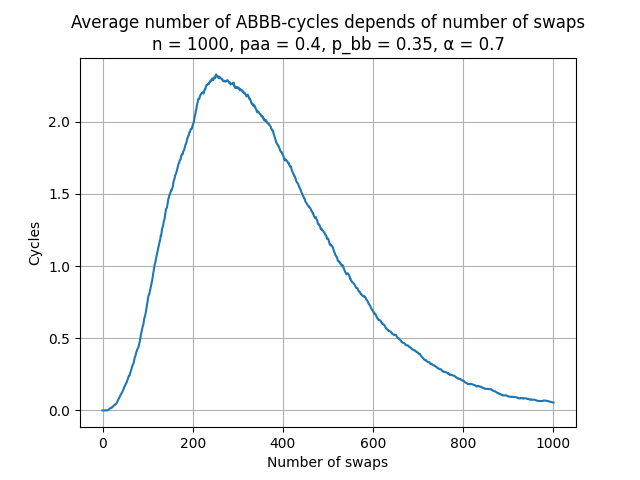 Average number of ABBB-cycles depends of number of swaps
n = 1000, paa = 0.4, p_bb = 0.35, α = 0.7
Cycles
2.0
1.5
1.0
0.5
0.0
0 200 400 600 800 1000
Number of swaps